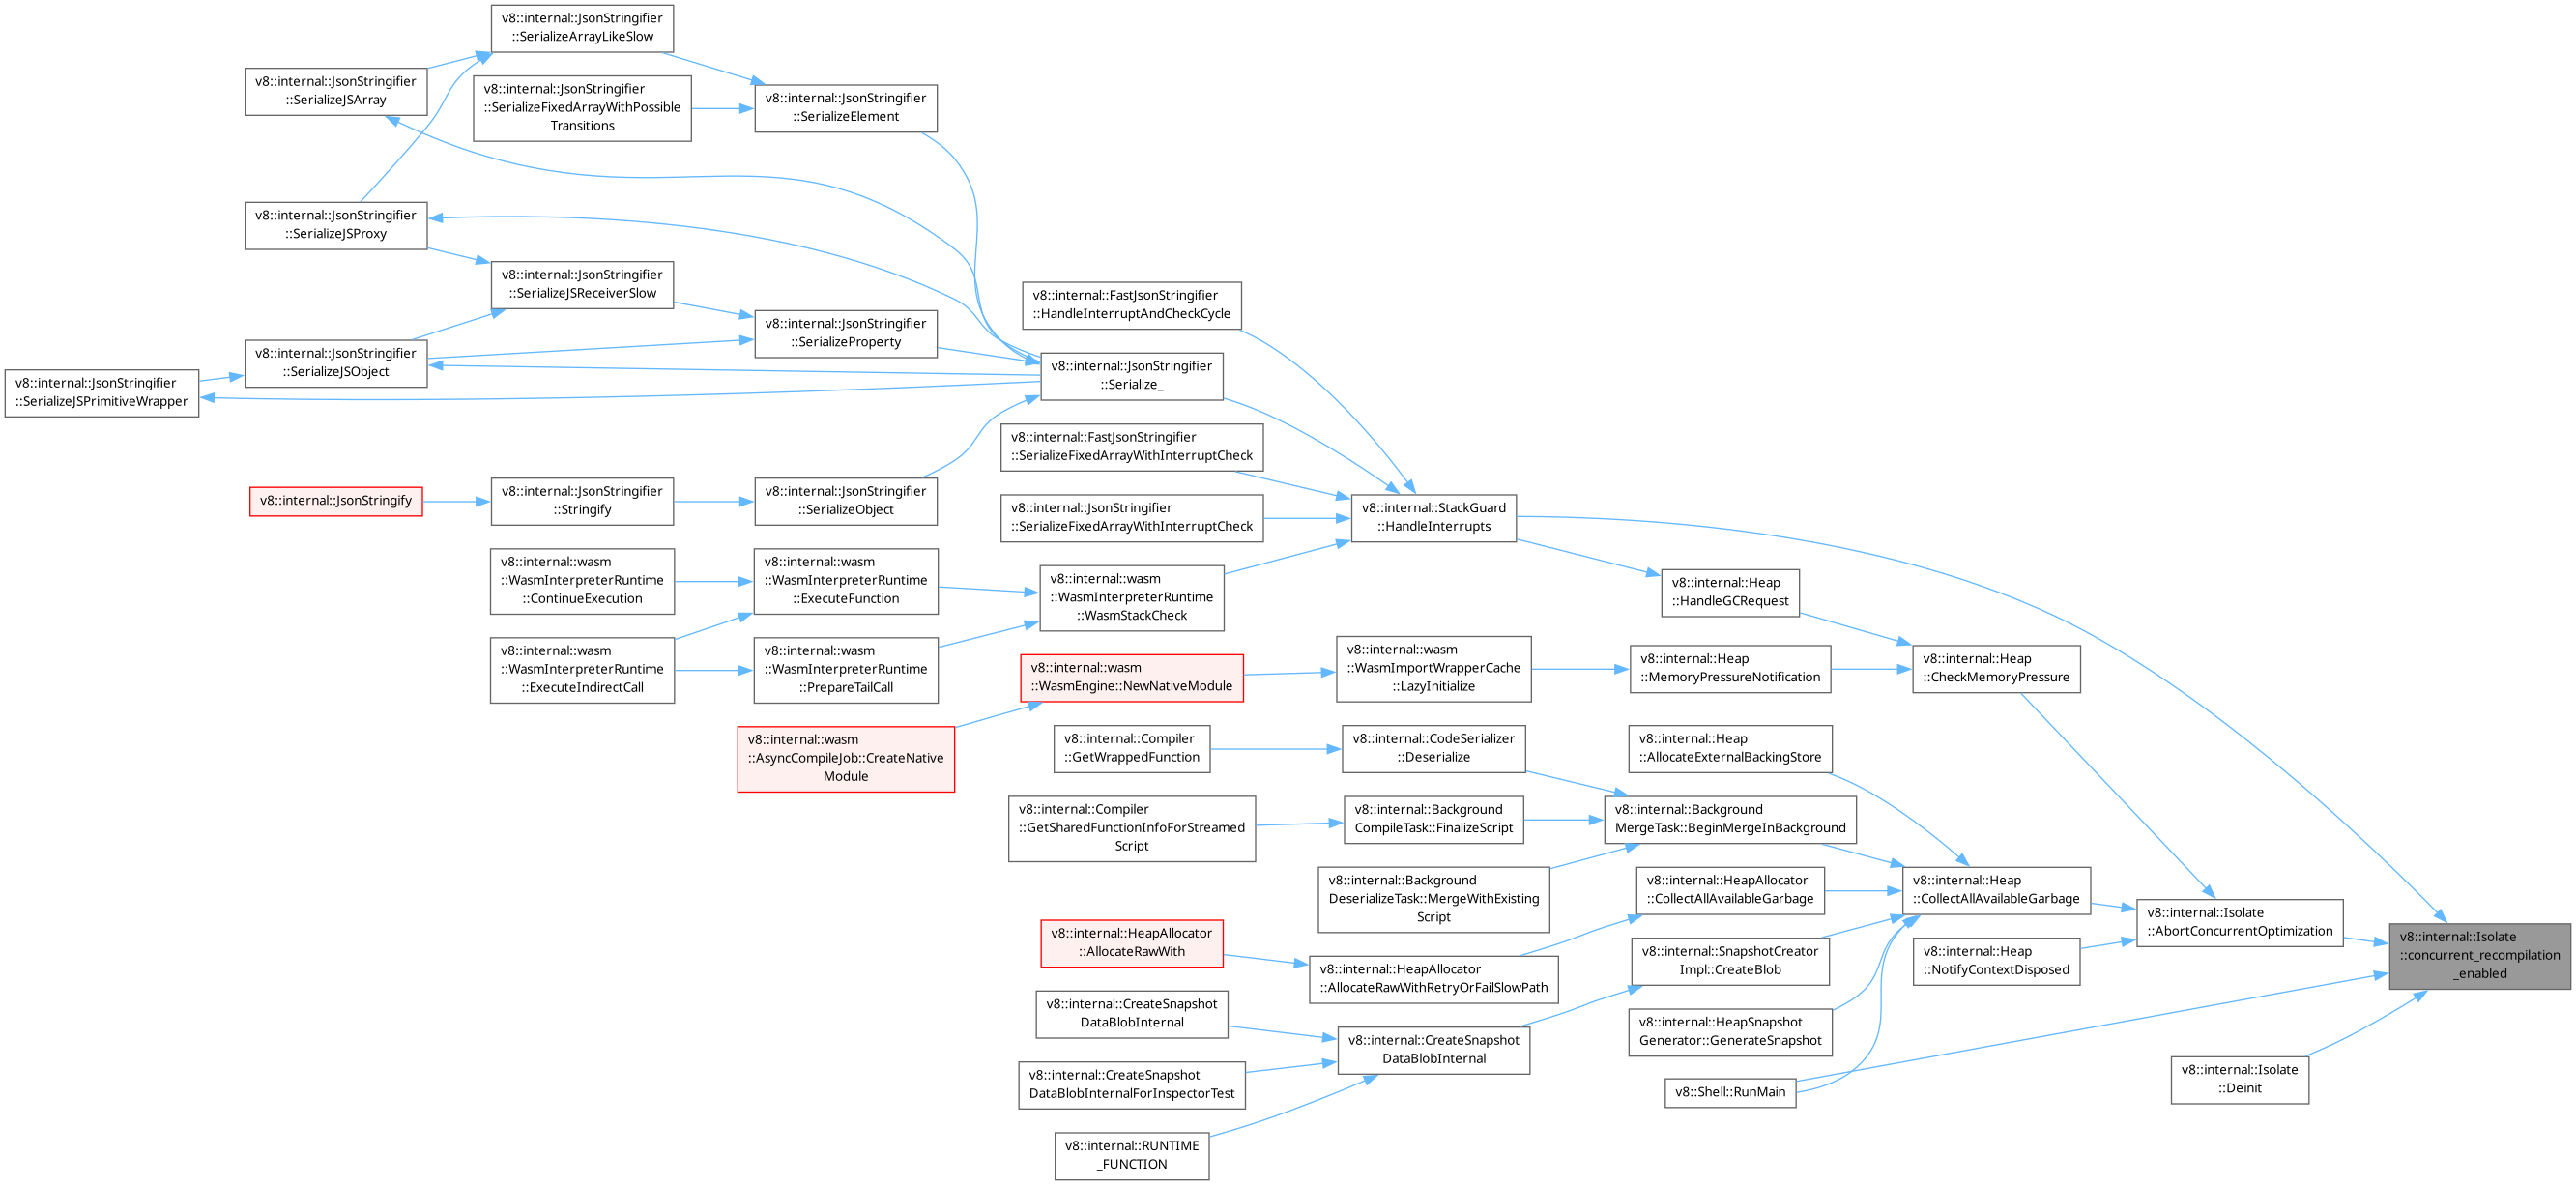 v8::internal::JsonStringifier
::SerializeArrayLikeSlow
v8::internal::JsonStringifier
::SerializeJSArray
v8::internal::JsonStringifier
::SerializeFixedArrayWithPossible
Transitions
v8::internal::JsonStringifier
::SerializeElement
v8::internal::JsonStringifier
::SerializeJSProxy
v8::internal::JsonStringifier
::SerializeJSReceiverSlow
v8::internal::FastJsonStringifier
::HandleInterruptAndCheckCycle
v8::internal::JsonStringifier
::SerializeProperty
v8::internal::JsonStringifier
::SerializeJSObject
v8::internal::JsonStringifier
::Serialize_
v8::internal::JsonStringifier
::SerializeJSPrimitiveWrapper
v8::internal::FastJsonStringifier
::SerializeFixedArrayWithInterruptCheck
v8::internal::JsonStringify
v8::internal::JsonStringifier
::Stringify
v8::internal::JsonStringifier
::SerializeObject
v8::internal::JsonStringifier
::SerializeFixedArrayWithInterruptCheck
v8::internal::StackGuard
::HandleInterrupts
v8::internal::wasm
::WasmInterpreterRuntime
::ContinueExecution
v8::internal::wasm
::WasmInterpreterRuntime
::ExecuteFunction
v8::internal::wasm
::WasmInterpreterRuntime
::WasmStackCheck
v8::internal::Heap
::HandleGCRequest
v8::internal::wasm
::WasmInterpreterRuntime
::ExecuteIndirectCall
v8::internal::wasm
::WasmInterpreterRuntime
::PrepareTailCall
v8::internal::wasm
::WasmEngine::NewNativeModule
v8::internal::wasm
::WasmImportWrapperCache
::LazyInitialize
v8::internal::Heap
::MemoryPressureNotification
v8::internal::Heap
::CheckMemoryPressure
v8::internal::wasm
::AsyncCompileJob::CreateNative
Module
v8::internal::Compiler
::GetWrappedFunction
v8::internal::CodeSerializer
::Deserialize
v8::internal::Heap
::AllocateExternalBackingStore
v8::internal::Compiler
::GetSharedFunctionInfoForStreamed
Script
v8::internal::Background
CompileTask::FinalizeScript
v8::internal::Background
MergeTask::BeginMergeInBackground
v8::internal::Background
DeserializeTask::MergeWithExisting
Script
v8::internal::HeapAllocator
::CollectAllAvailableGarbage
v8::internal::Heap
::CollectAllAvailableGarbage
v8::internal::Isolate
::AbortConcurrentOptimization
v8::internal::Isolate
::concurrent_recompilation
_enabled
v8::internal::HeapAllocator
::AllocateRawWith
v8::internal::HeapAllocator
::AllocateRawWithRetryOrFailSlowPath
v8::internal::SnapshotCreator
Impl::CreateBlob
v8::internal::Heap
::NotifyContextDisposed
v8::internal::CreateSnapshot
DataBlobInternal
v8::internal::CreateSnapshot
DataBlobInternal
v8::internal::HeapSnapshot
Generator::GenerateSnapshot
v8::internal::CreateSnapshot
DataBlobInternalForInspectorTest
v8::Shell::RunMain
v8::internal::Isolate
::Deinit
v8::internal::RUNTIME
_FUNCTION